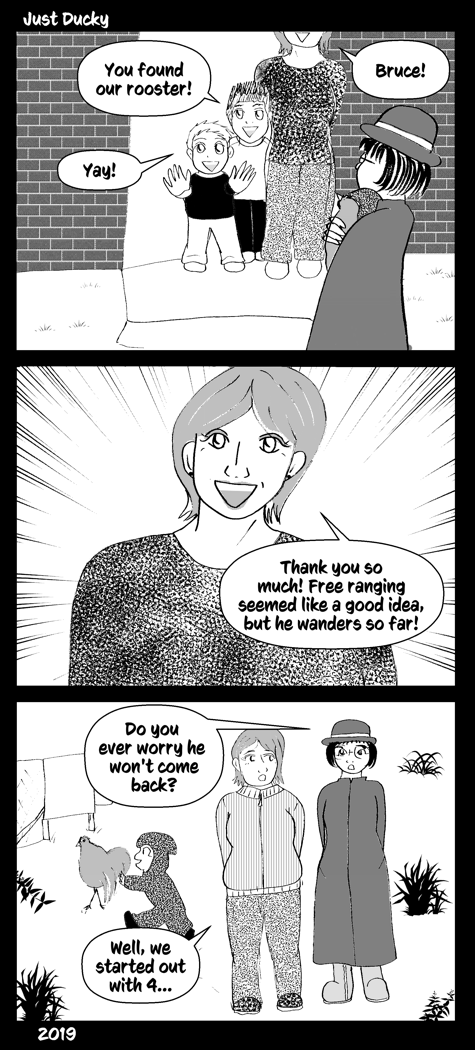 Just Ducky
You found
our rooster!
Bruce!
Yay!
Thank you so
much! Free ranging
seemed like a good idea,
but he wanders so far!
Do you
ever worry he
won't come
back?
Well, we
started out
with 4...
2019